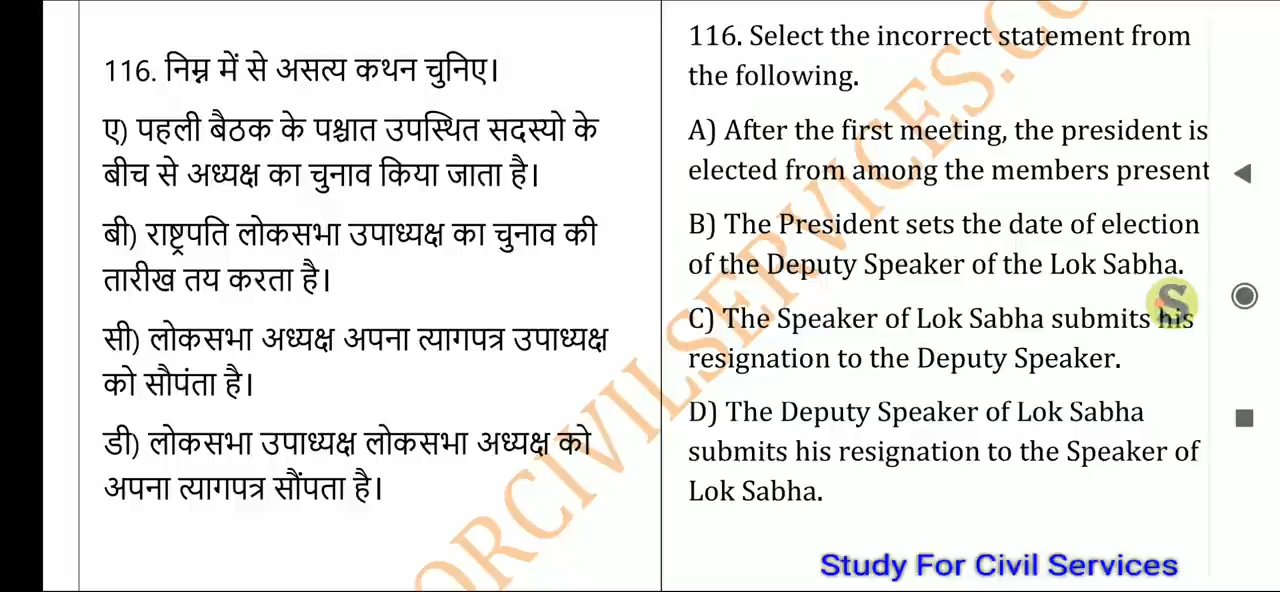 116. निम्न में से असत्य कथन चुनिए।
ए) पहली बैठक के पश्चात उपस्थित सदस्यो के
बीच से अध्यक्ष का चुनाव किया जाता है।
बी) राष्ट्रपति लोकसभा उपाध्यक्ष का चुनाव की
तारीख तय करता है।
सी) लोकसभा अध्यक्ष अपना त्यागपत्र उपाध्यक्ष
को सौपंता है।
डी) लोकसभा उपाध्यक्ष लोकसभा अध्यक्ष को
अपना त्यागपत्र सौंपता है।
116. Select the incorrect statement from
the following.
A) After the first meeting, the president is
elected from among the members present
B) The President sets the date of election
of the Deputy Speaker of the Lok Sabha.
C) The Speaker of Lok Sabha submits his
resignation to the Deputy Speaker.
D) The Deputy Speaker of Lok Sabha
submits his resignation to the Speaker of
Lok Sabha.
ORCIVILSERVICES.CO
S
Study For Civil Services